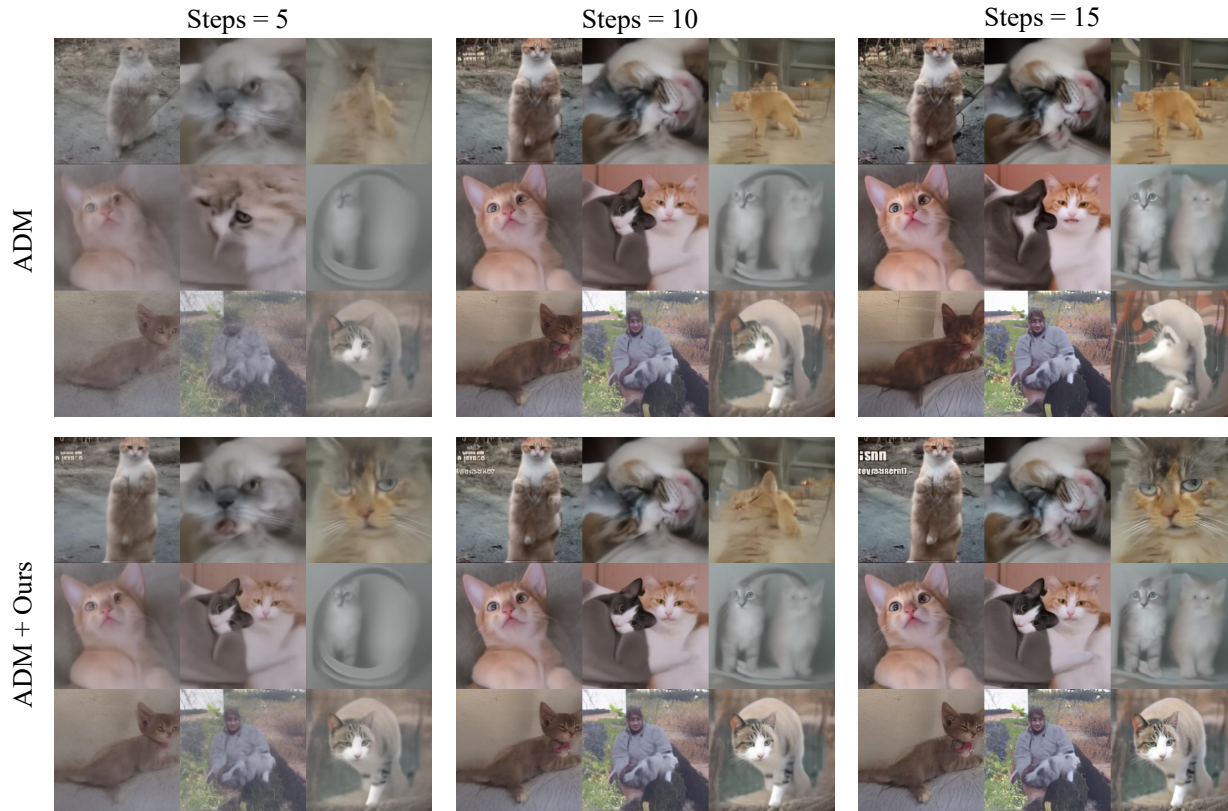 Steps = 5
Steps = 10
Steps = 15
ADM
ADM + Ours